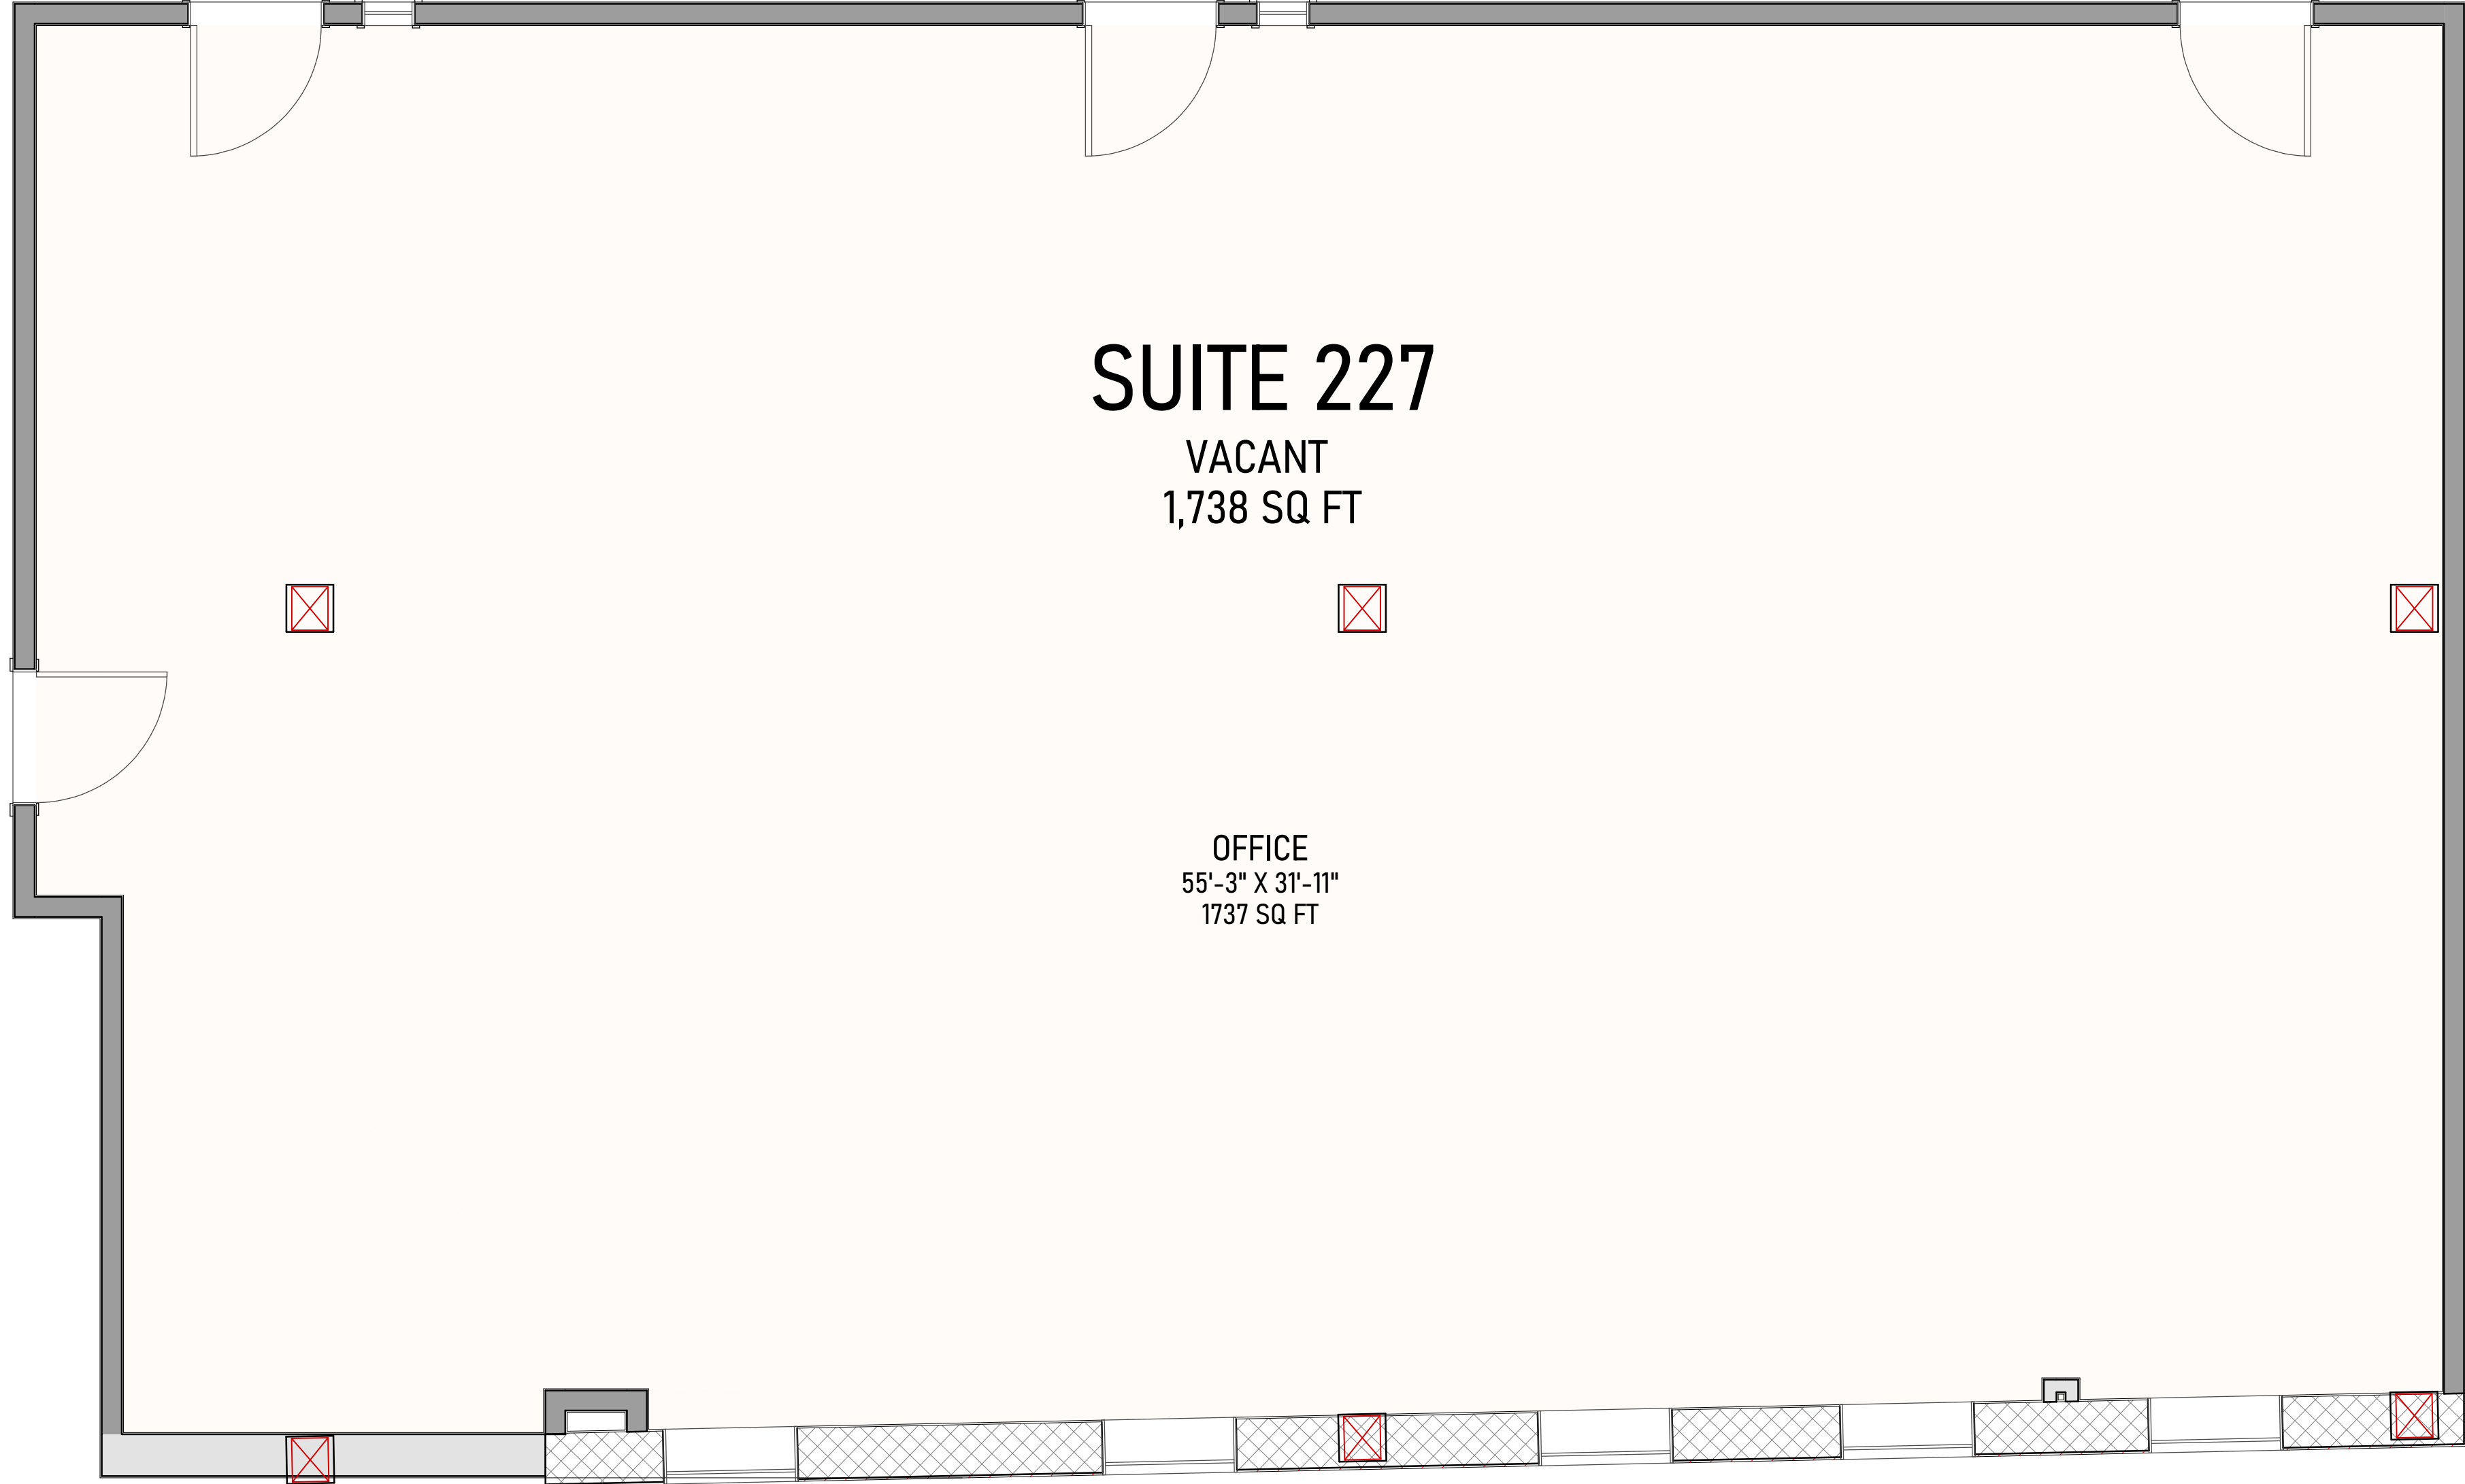 SUITE 227
VACANT
1,738 SQ FT
OFFICE
55'-3" X 31'-11"
1737 SQ FT